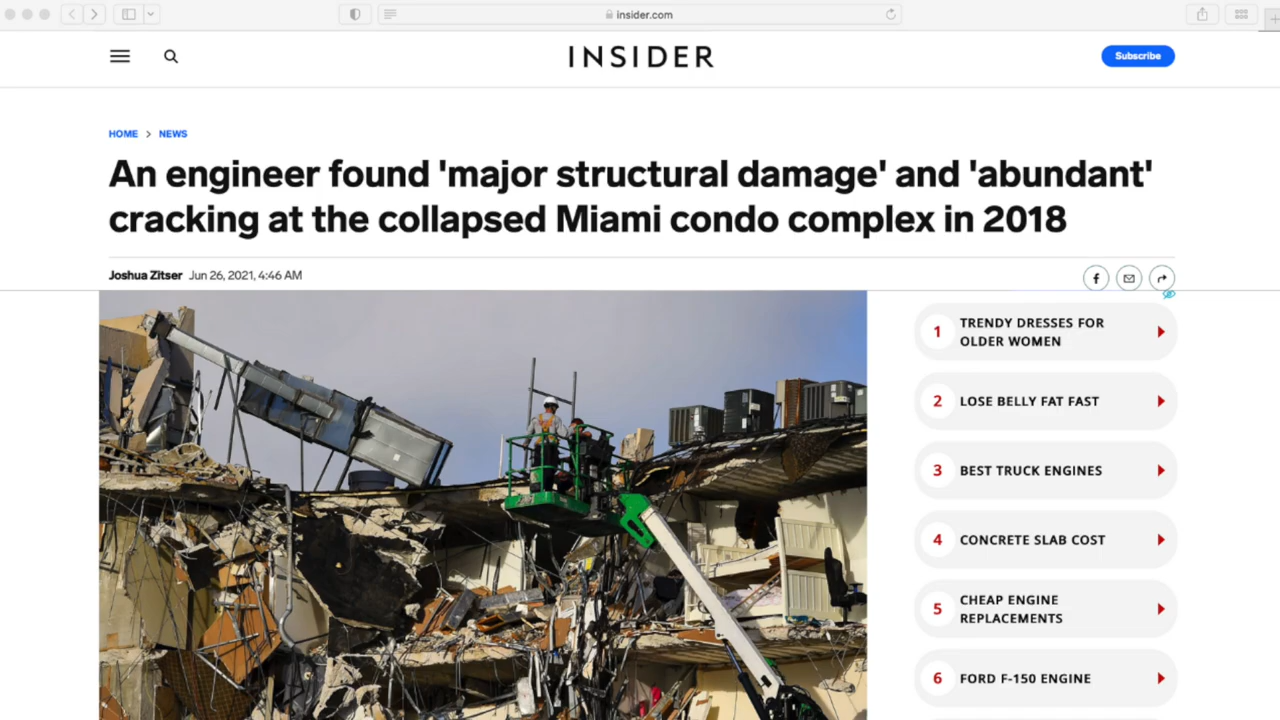 insider.com
INSIDER
Subscribe
HOME > NEWS
An engineer found 'major structural damage' and 'abundant'
cracking at the collapsed Miami condo complex in 2018
Joshua Zitser Jun 26, 2021, 4:46 AM
1 TRENDY DRESSES FOR
OLDER WOMEN
2 LOSE BELLY FAT FAST
3 BEST TRUCK ENGINES
4 CONCRETE SLAB COST
5 CHEAP ENGINE
REPLACEMENTS
6 FORD F-150 ENGINE